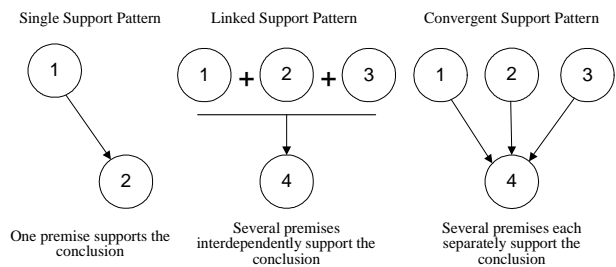 Single Support Pattern
Linked Support Pattern
Convergent Support Pattern
1
2
1 + 2 + 3
4
1 2 3
4
One premise supports the
conclusion
Several premises
interdependently support the
conclusion
Several premises each
separately support the
conclusion